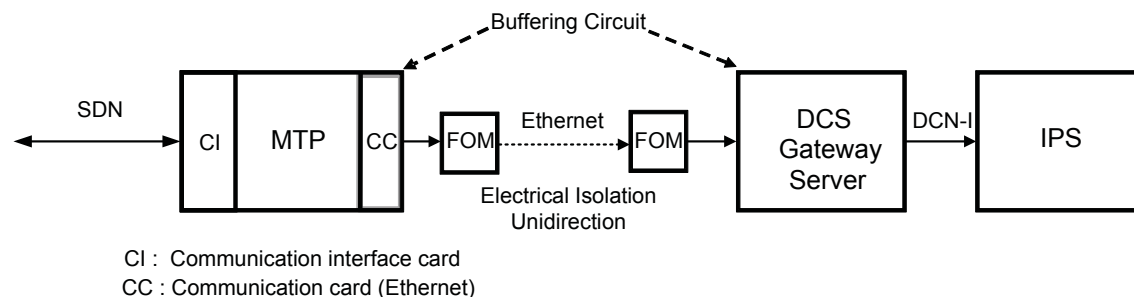 Buffering Circuit
SDN
CI
MTP
CC
FOM
Ethernet
FOM
DCS
Gateway
Server
DCN-I
IPS
Electrical Isolation
Unidirection
CI : Communication interface card
CC : Communication card (Ethernet)